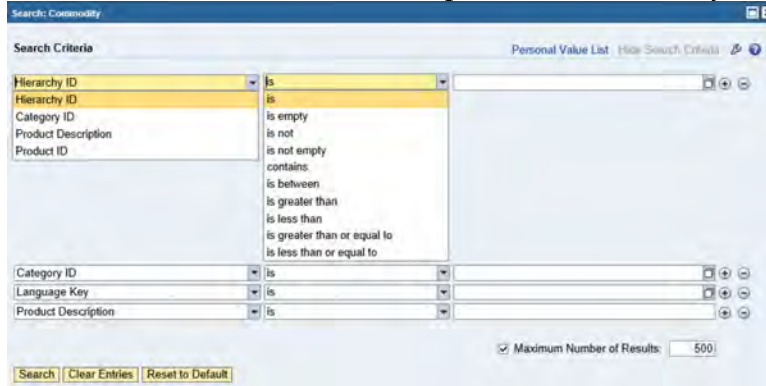 Search: Commodity
Search Criteria
Personal Value List Hide Search Criteria
Hierarchy ID is
Hierarchy ID is
Category ID is empty
Product Description is not
Product ID is not empty
contains
is between
is greater than
is less than
is greater than or equal to
is less than or equal to
Category ID is
Language Key is
Product Description is
Maximum Number of Results: 500
Search Clear Entries Reset to Default